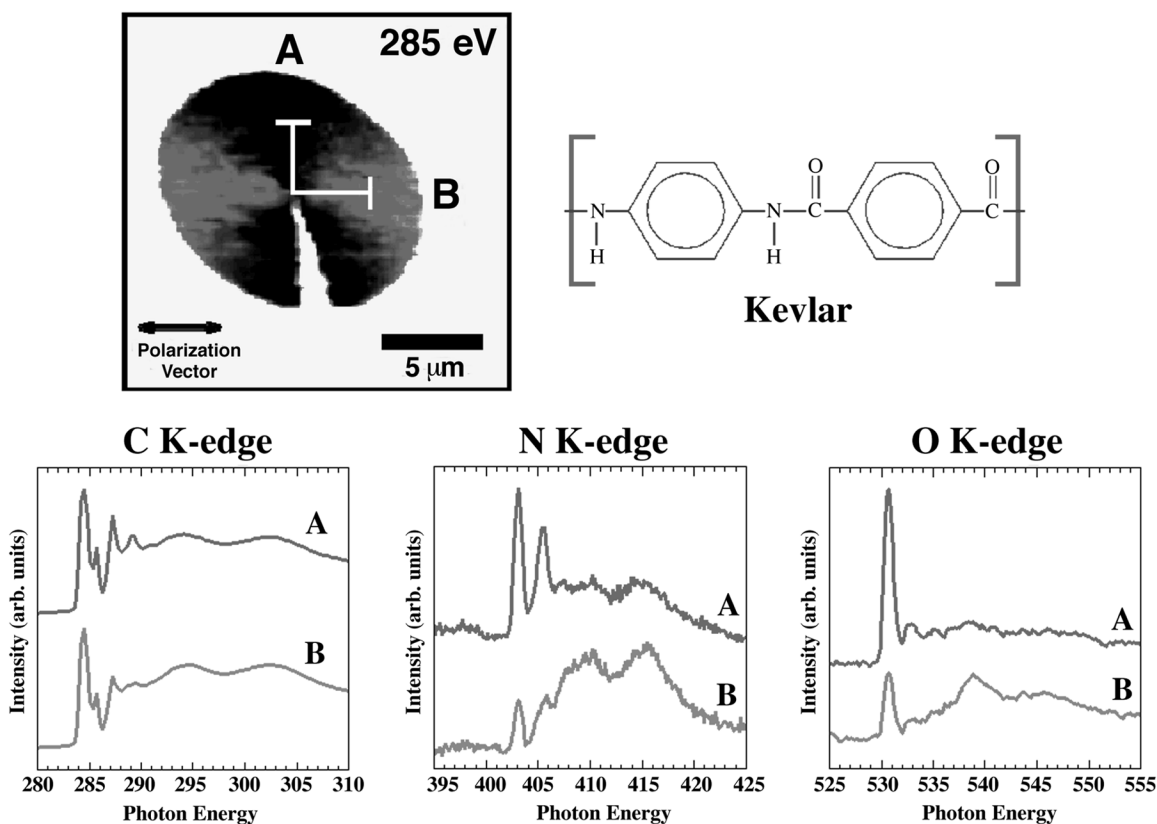 285 eV
A
B
Polarization
Vector
5 μm
N
H
N
H
O
C
O
C
Kevlar
C K-edge
N K-edge
O K-edge
Intensity (arb. units)
A
B
280 285 290 295 300 305 310
Photon Energy
Intensity (arb. units)
A
B
395 400 405 410 415 420 425
Photon Energy
Intensity (arb. units)
A
B
525 530 535 540 545 550 555
Photon Energy